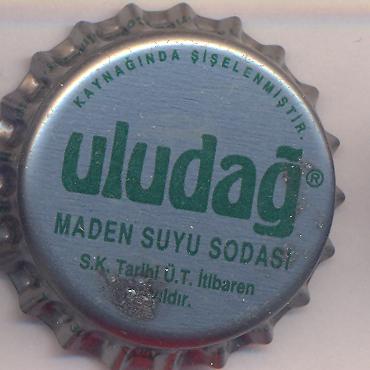 KAYNAĞINDA ŞİŞELENMİŞTİR.
uludağ®
MADEN SUYU SODASI
S.K. Tarihi Ü.T. İtibaren
yıldır.